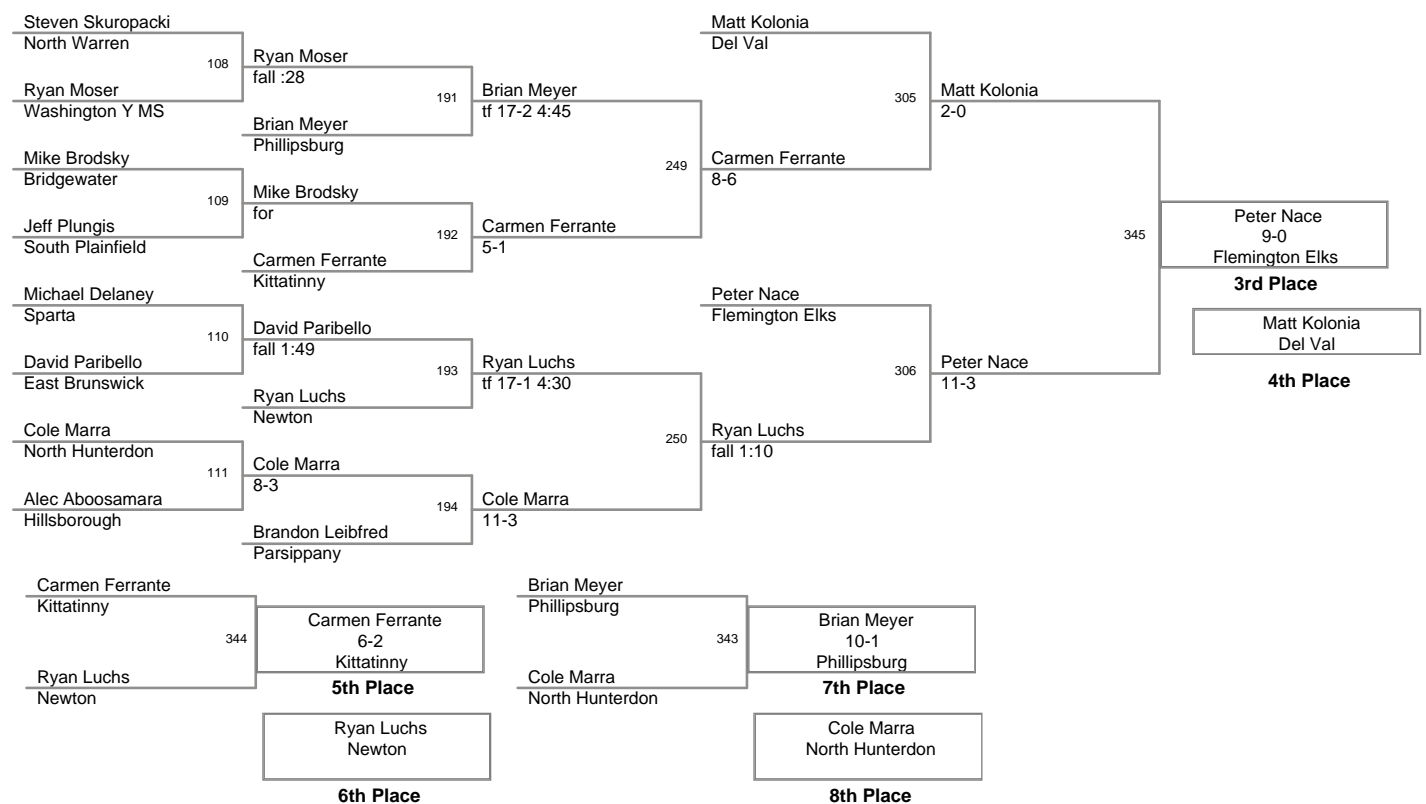 Steven Skuropacki
North Warren
108
Ryan Moser
Washington Y MS
Mike Brodsky
Bridgewater
109
Jeff Plungis
South Plainfield
Michael Delaney
Sparta
110
David Paribello
East Brunswick
Cole Marra
North Hunterdon
111
Alec Aboosamara
Hillsborough
Ryan Moser
fall :28
191
Brian Meyer
Phillipsburg
Mike Brodsky
for
192
Carmen Ferrante
Kittatinny
David Paribello
fall 1:49
193
Ryan Luchs
Newton
Cole Marra
8-3
194
Brandon Leibfred
Parsippany
Brian Meyer
tf 17-2 4:45
249
Carmen Ferrante
5-1
Ryan Luchs
tf 17-1 4:30
250
Cole Marra
11-3
Matt Kolonia
Del Val
305
Carmen Ferrante
8-6
Peter Nace
Flemington Elks
306
Ryan Luchs
fall 1:10
Matt Kolonia
2-0
345
Peter Nace
11-3
Peter Nace
9-0
Flemington Elks
3rd Place
Matt Kolonia
Del Val
4th Place
Carmen Ferrante
Kittatinny
344
Ryan Luchs
Newton
Carmen Ferrante
6-2
Kittatinny
5th Place
Ryan Luchs
Newton
6th Place
Brian Meyer
Phillipsburg
343
Cole Marra
North Hunterdon
Brian Meyer
10-1
Phillipsburg
7th Place
Cole Marra
North Hunterdon
8th Place